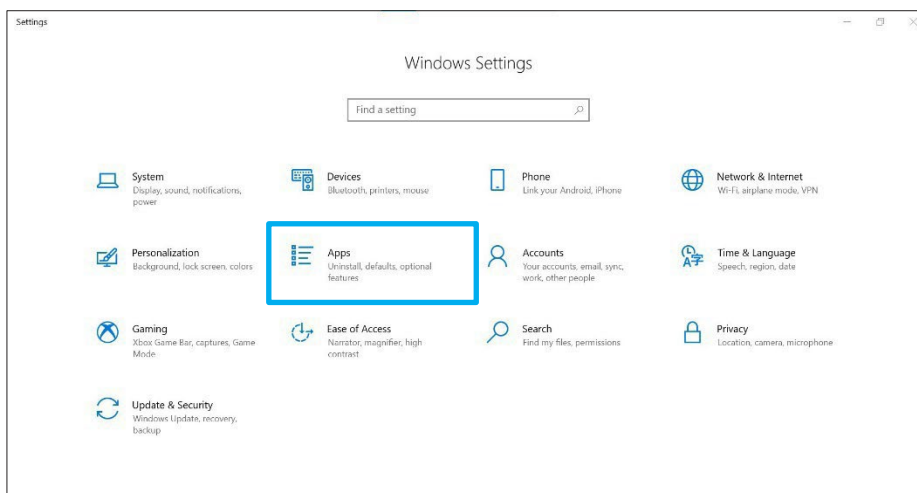 Settings
Windows Settings
Find a setting
System
Display, sound, notifications,
power
Devices
Bluetooth, printers, mouse
Phone
Link your Android, iPhone
Network & Internet
Wi-Fi, airplane mode, VPN
Personalization
Background, lock screen, colors
Apps
Uninstall, defaults, optional
features
Accounts
Your accounts, email, sync,
work, other people
Time & Language
Speech, region, date
Gaming
Xbox Game Bar, captures, Game
Mode
Ease of Access
Narrator, magnifier, high
contrast
Search
Find my files, permissions
Privacy
Location, camera, microphone
Update & Security
Windows Update, recovery,
backup